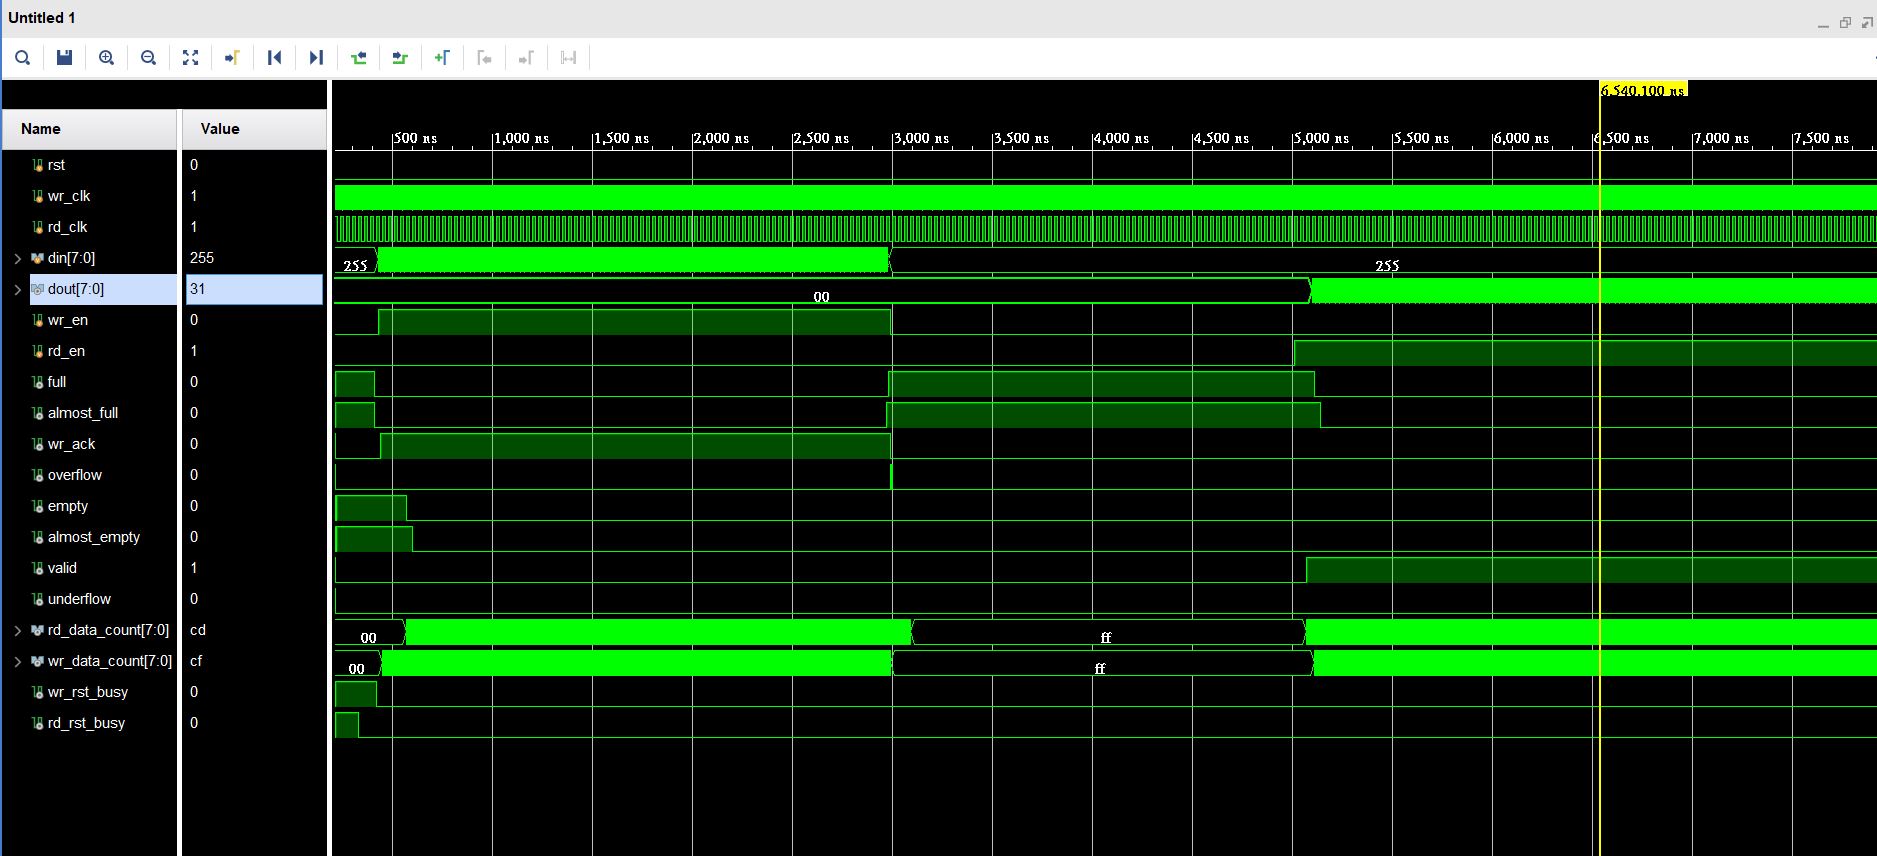 Untitled 1
6,540.100 ns
Name Value
500 ns 1,000 ns 1,500 ns 2,000 ns 2,500 ns 3,000 ns 3,500 ns 4,000 ns 4,500 ns 5,000 ns 5,500 ns 6,000 ns 6,500 ns 7,000 ns 7,500 ns
rst 0
wr_clk 1
rd_clk 1
din[7:0] 255 255 255
dout[7:0] 31 00
wr_en 0
rd_en 1
full 0
almost_full 0
wr_ack 0
overflow 0
empty 0
almost_empty 0
valid 1
underflow 0
rd_data_count[7:0] cd 00 ff
wr_data_count[7:0] cf 00 ff
wr_rst_busy 0
rd_rst_busy 0